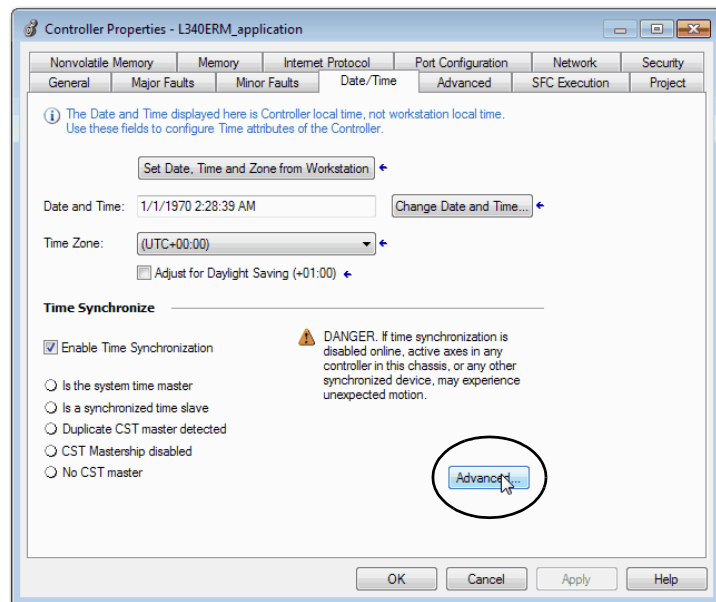 Controller Properties - L340ERM_application
Nonvolatile Memory Memory Internet Protocol Port Configuration Network Security
General Major Faults Minor Faults Date/Time Advanced SFC Execution Project
The Date and Time displayed here is Controller local time, not workstation local time.
Use these fields to configure Time attributes of the Controller.
Set Date, Time and Zone from Workstation
Date and Time: 1/1/1970 2:28:39 AM Change Date and Time...
Time Zone: (UTC+00:00)
Adjust for Daylight Saving (+01:00)
Time Synchronize
Enable Time Synchronization
DANGER. If time synchronization is
disabled online, active axes in any
controller in this chassis, or any other
synchronized device, may experience
unexpected motion.
Is the system time master
Is a synchronized time slave
Duplicate CST master detected
CST Mastership disabled
No CST master
Advanced...
OK Cancel Apply Help